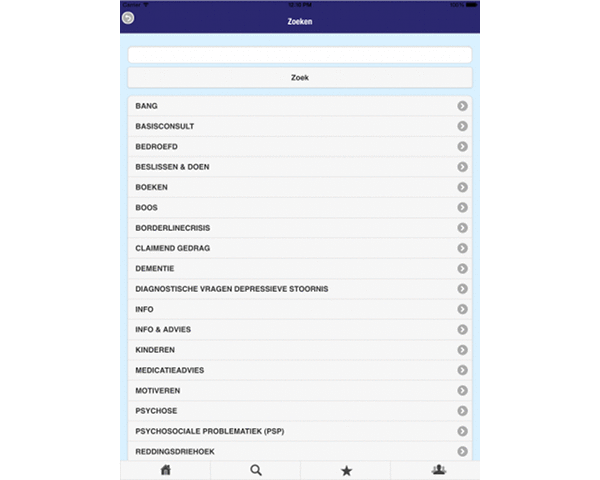 Carrier 12:16 PM 100%
Zoeken
Zoek
BANG
BASISCONSULT
BEDROEFD
BESLISSEN & DOEN
BOEKEN
BOOS
BORDERLINECRISIS
CLAIMEND GEDRAG
DEMENTIE
DIAGNOSTISCHE VRAGEN DEPRESSIEVE STOORNIS
INFO
INFO & ADVIES
KINDEREN
MEDICATIEADVIES
MOTIVEREN
PSYCHOSE
PSYCHOSOCIALE PROBLEMATIEK (PSP)
REDDINGSDRIEHOEK